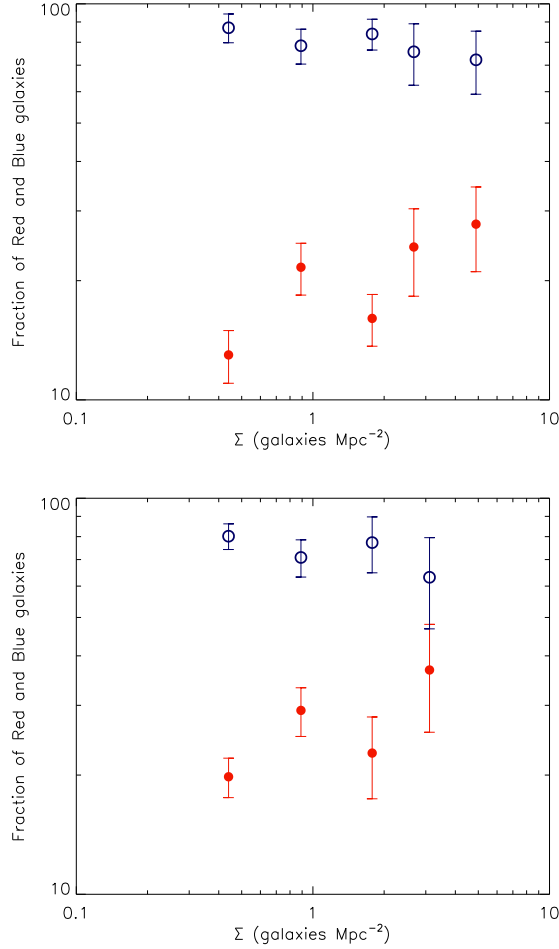 100
Fraction of Red and Blue galaxies
10
0.1 1 10
Σ (galaxies Mpc⁻²)
100
Fraction of Red and Blue galaxies
10
0.1 1 10
Σ (galaxies Mpc⁻²)